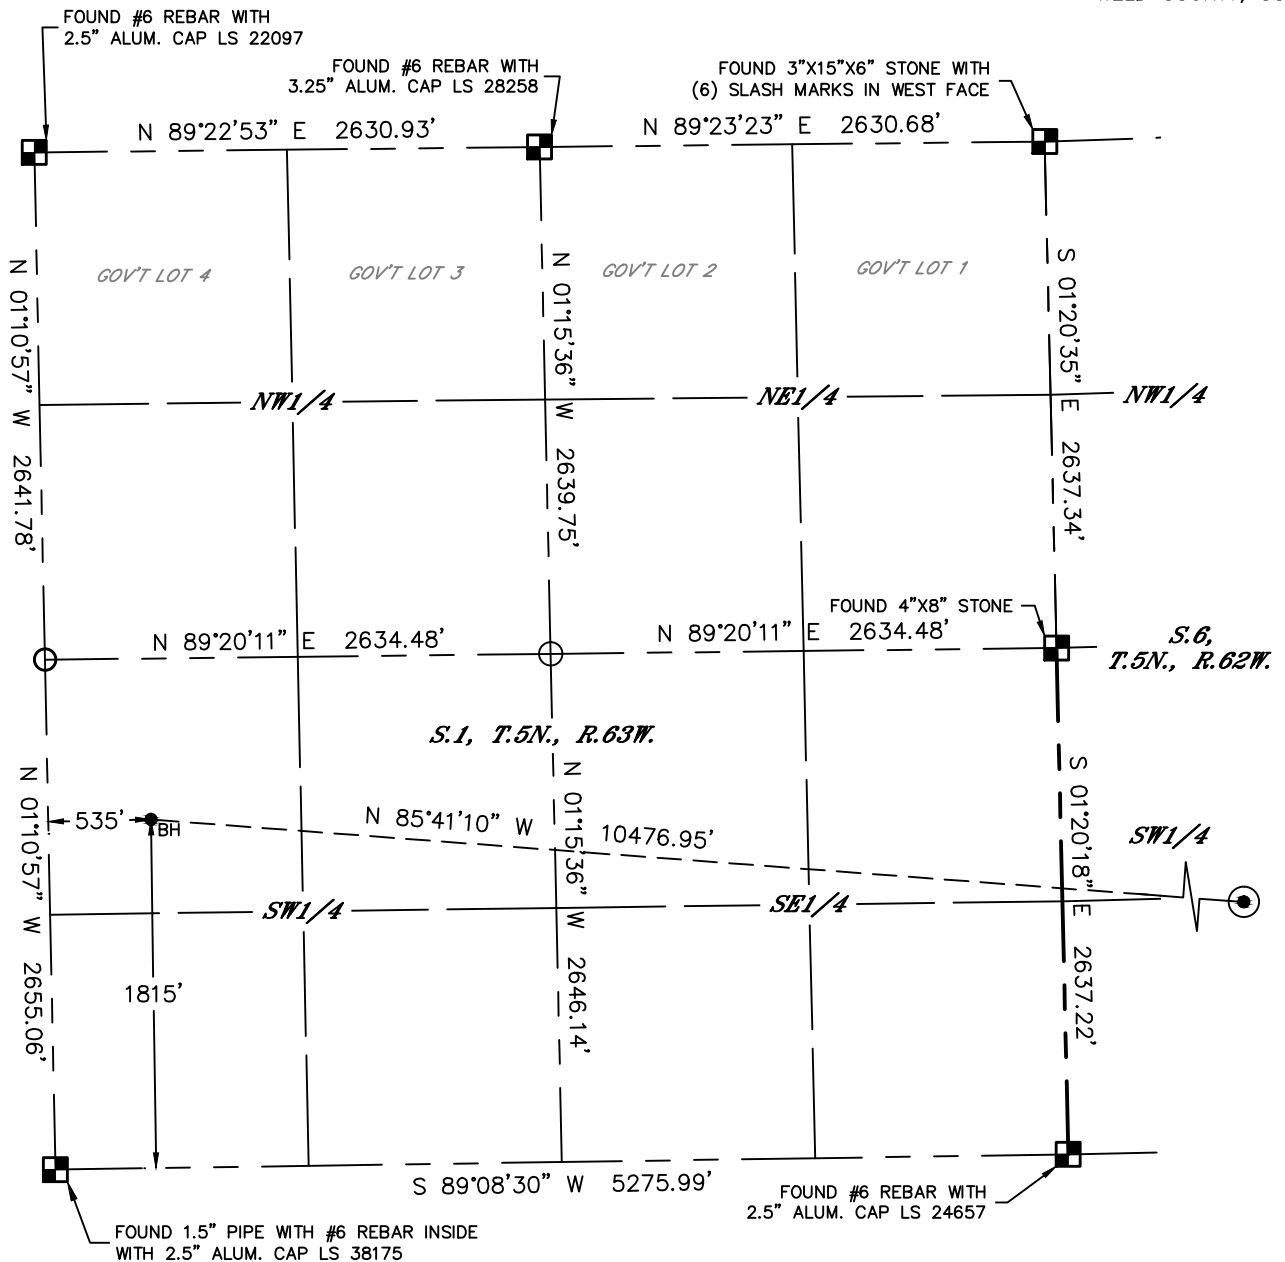 FOUND #6 REBAR WITH
2.5" ALUM. CAP LS 22097
FOUND #6 REBAR WITH
3.25" ALUM. CAP LS 28258
FOUND 3"X15"X6" STONE WITH
(6) SLASH MARKS IN WEST FACE
N 89°22'53" E 2630.93'
N 89°23'23" E 2630.68'
GOV'T LOT 4
GOV'T LOT 3
GOV'T LOT 2
GOV'T LOT 1
N 01°10'57" W 2641.78'
N 01°15'36" W 2639.75'
S 01°20'35" E 2637.34'
NW1/4
NE1/4
NW1/4
FOUND 4"X8" STONE
N 89°20'11" E 2634.48'
N 89°20'11" E 2634.48'
S.6,
T.5N., R.62W.
S.1, T.5N., R.63W.
N 01°10'57" W 2655.06'
N 01°15'36" W 2646.14'
S 01°20'18" E 2637.22'
535'
BH
N 85°41'10" W 10476.95'
SW1/4
SW1/4
SE1/4
1815'
S 89°08'30" W 5275.99'
FOUND #6 REBAR WITH
2.5" ALUM. CAP LS 24657
FOUND 1.5" PIPE WITH #6 REBAR INSIDE
WITH 2.5" ALUM. CAP LS 38175